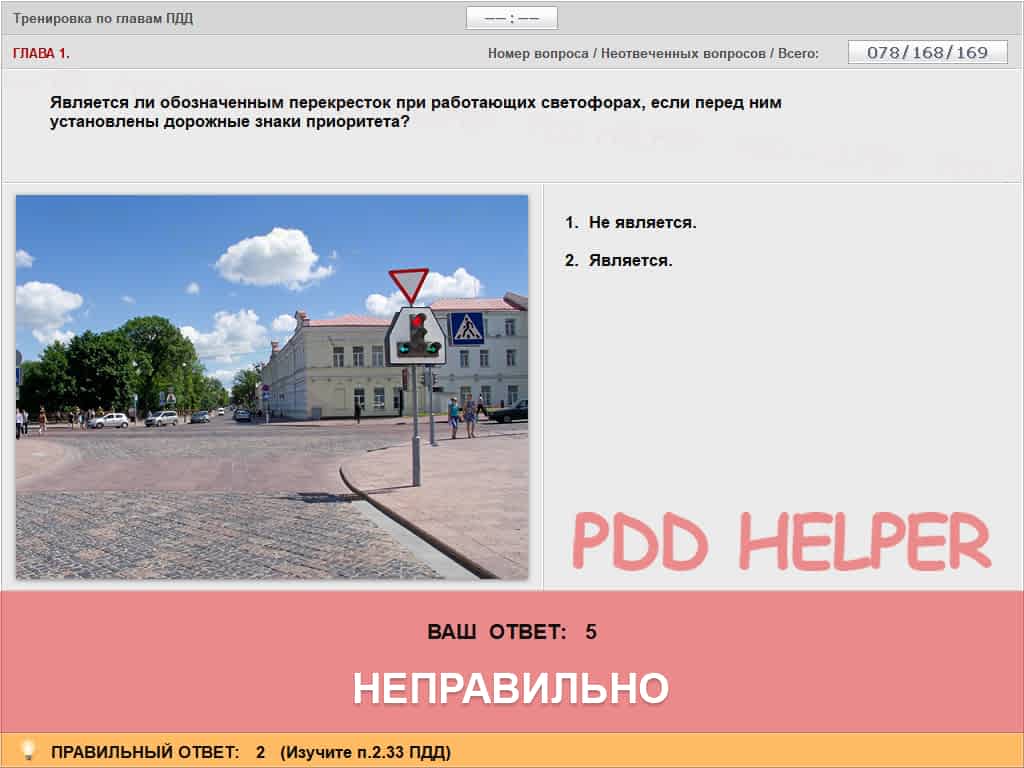 Тренировка по главам ПДД
–– : ––
ГЛАВА 1.
Номер вопроса / Неотвеченных вопросов / Всего:
078/168/169
Является ли обозначенным перекресток при работающих светофорах, если перед ним
установлены дорожные знаки приоритета?
1. Не является.
2. Является.
PDD HELPER
ВАШ ОТВЕТ: 5
НЕПРАВИЛЬНО
ПРАВИЛЬНЫЙ ОТВЕТ: 2 (Изучите п.2.33 ПДД)